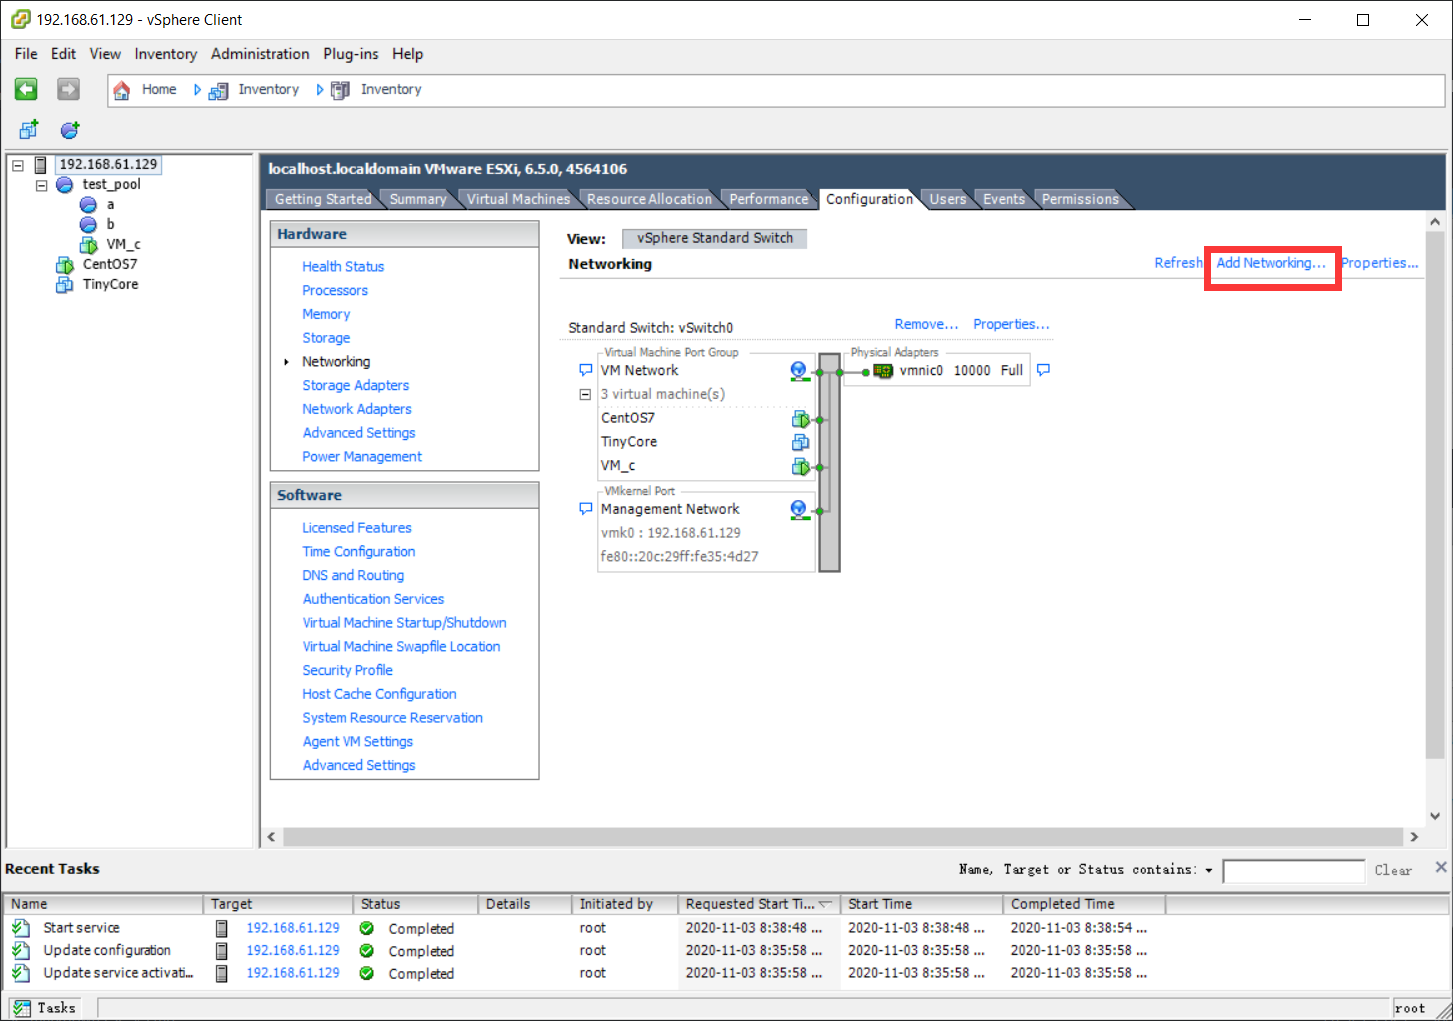 192.168.61.129 - vSphere Client
File Edit View Inventory Administration Plug-ins Help
Home Inventory Inventory
192.168.61.129
test_pool
a
b
VM_c
CentOS7
TinyCore
localhost.localdomain VMware ESXi, 6.5.0, 4564106
Getting Started Summary Virtual Machines Resource Allocation Performance Configuration Users Events Permissions
Hardware
Health Status
Processors
Memory
Storage
Networking
Storage Adapters
Network Adapters
Advanced Settings
Power Management
Software
Licensed Features
Time Configuration
DNS and Routing
Authentication Services
Virtual Machine Startup/Shutdown
Virtual Machine Swapfile Location
Security Profile
Host Cache Configuration
System Resource Reservation
Agent VM Settings
Advanced Settings
View: vSphere Standard Switch
Networking
Refresh Add Networking... Properties...
Standard Switch: vSwitch0 Remove... Properties...
Virtual Machine Port Group
VM Network
3 virtual machine(s)
CentOS7
TinyCore
VM_c
VMkernel Port
Management Network
vmk0 : 192.168.61.129
fe80::20c:29ff:fe35:4d27
Physical Adapters
vmnic0 10000 Full
Recent Tasks
Name, Target or Status contains: Clear
Name Target Status Details Initiated by Requested Start Ti... Start Time Completed Time
Start service 192.168.61.129 Completed root 2020-11-03 8:38:48 ... 2020-11-03 8:38:48 ... 2020-11-03 8:38:54 ...
Update configuration 192.168.61.129 Completed root 2020-11-03 8:35:58 ... 2020-11-03 8:35:58 ... 2020-11-03 8:35:58 ...
Update service activati... 192.168.61.129 Completed root 2020-11-03 8:35:58 ... 2020-11-03 8:35:58 ... 2020-11-03 8:35:58 ...
Tasks root